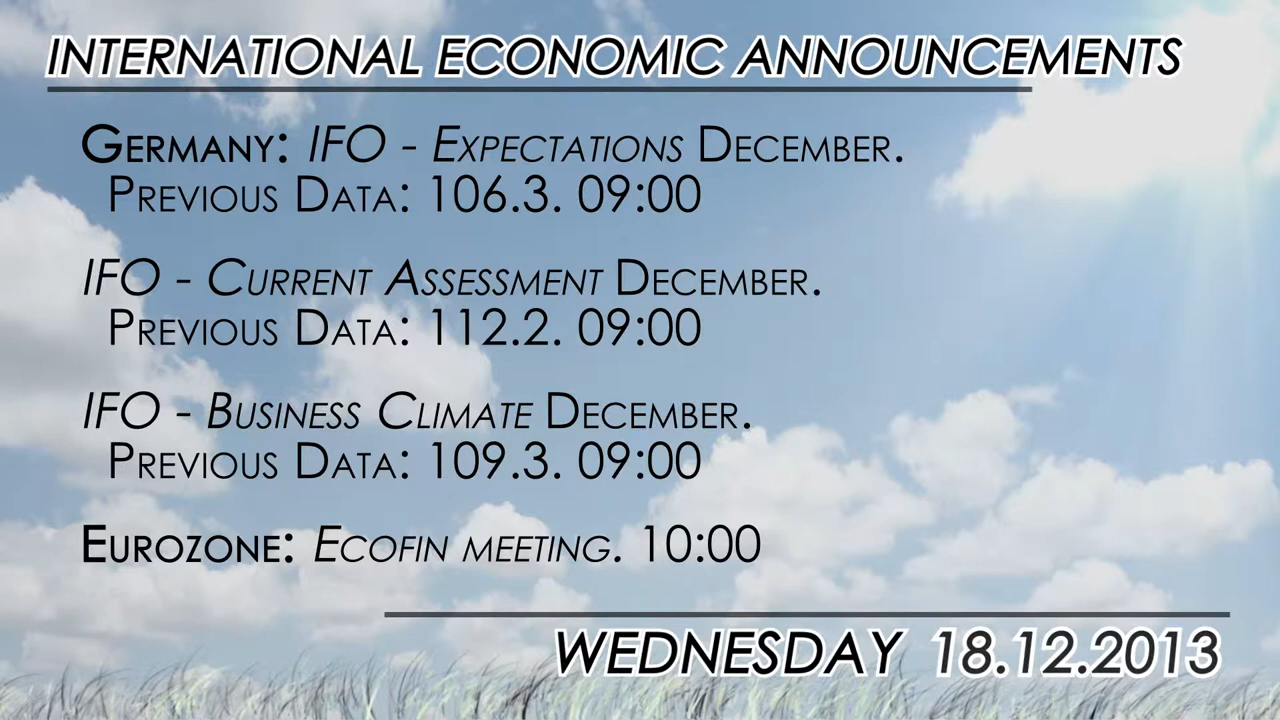 INTERNATIONAL ECONOMIC ANNOUNCEMENTS
GERMANY: IFO - EXPECTATIONS DECEMBER.
PREVIOUS DATA: 106.3. 09:00
IFO - CURRENT ASSESSMENT DECEMBER.
PREVIOUS DATA: 112.2. 09:00
IFO - BUSINESS CLIMATE DECEMBER.
PREVIOUS DATA: 109.3. 09:00
EUROZONE: ECOFIN MEETING. 10:00
WEDNESDAY 18.12.2013